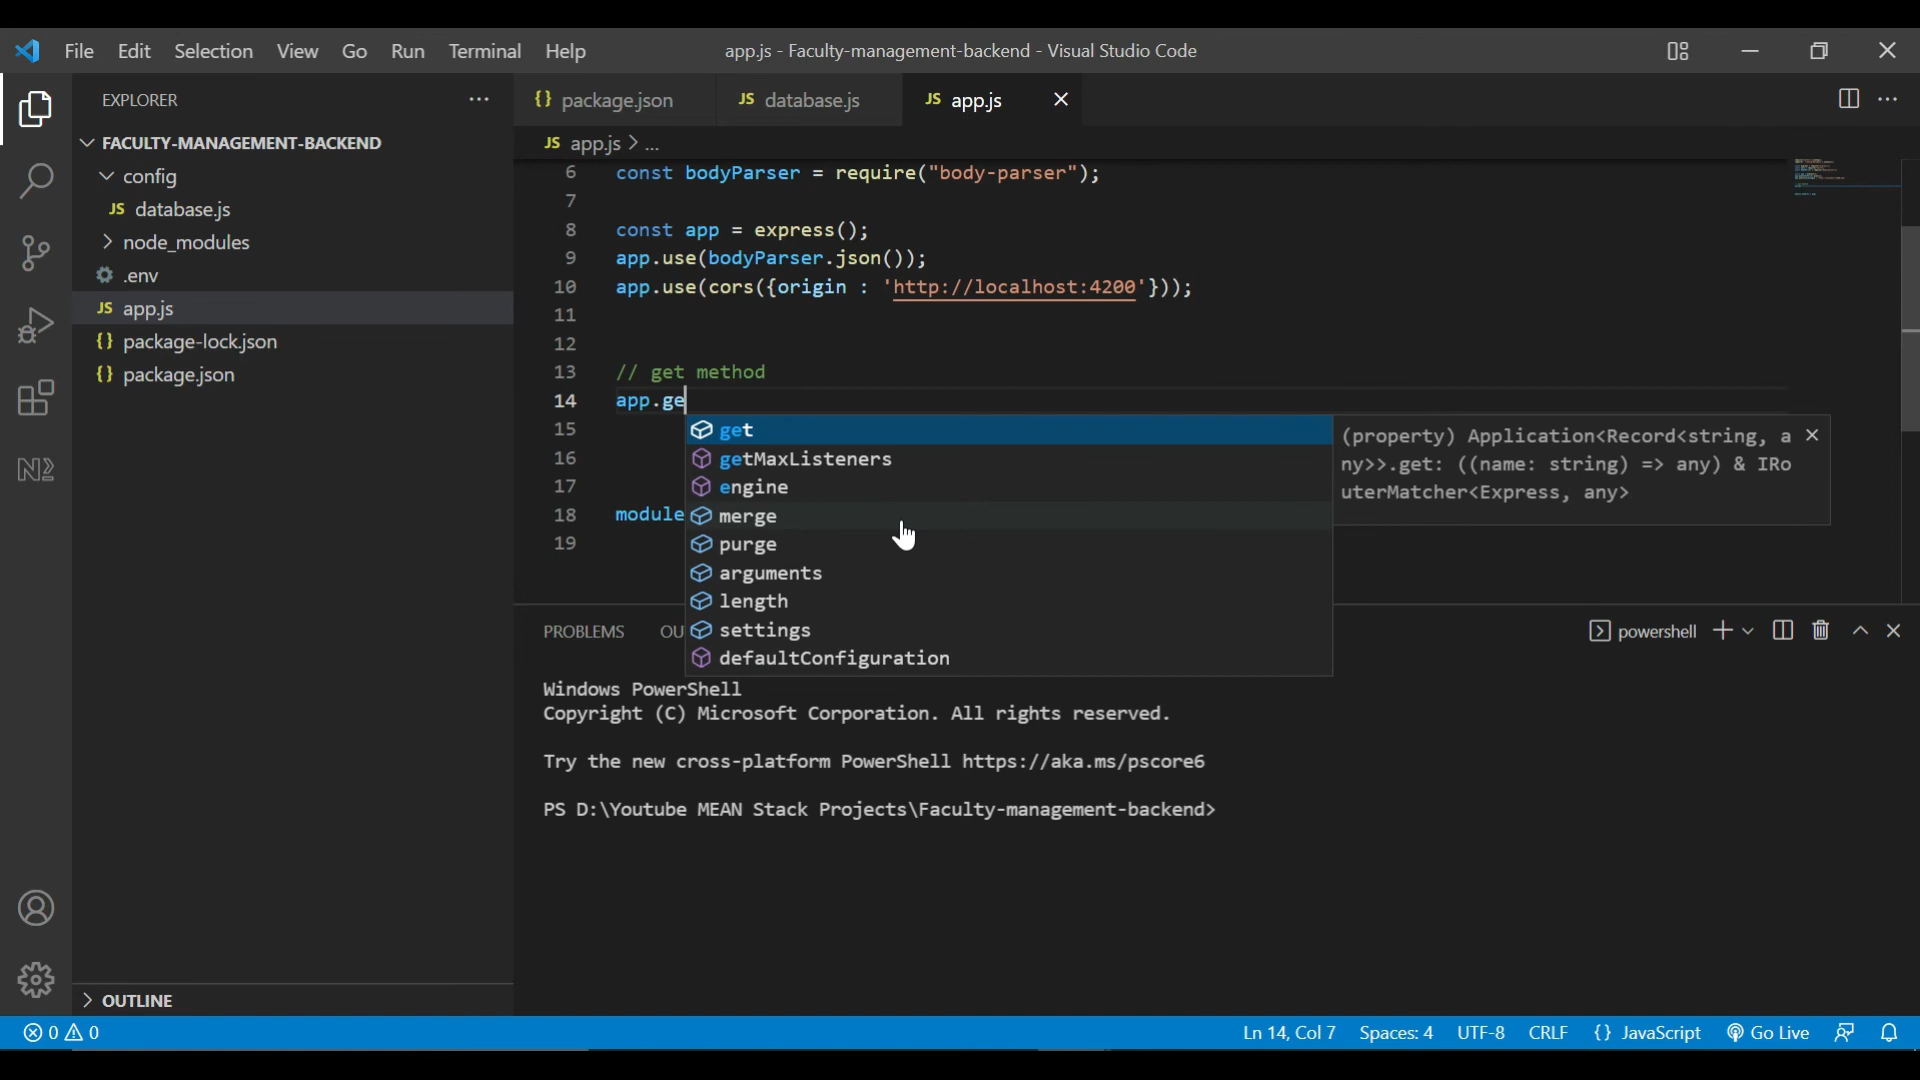 File Edit Selection View Go Run Terminal Help
app.js - Faculty-management-backend - Visual Studio Code
EXPLORER
FACULTY-MANAGEMENT-BACKEND
config
JS database.js
node_modules
.env
JS app.js
{} package-lock.json
{} package.json
OUTLINE
{} package.json JS database.js JS app.js
JS app.js > ...
6 const bodyParser = require("body-parser");
7
8 const app = express();
9 app.use(bodyParser.json());
10 app.use(cors({origin : 'http://localhost:4200'}));
11
12
13 // get method
14 app.ge
15
16
17
18 module
19
get
getMaxListeners
engine
merge
purge
arguments
length
settings
defaultConfiguration
(property) Application<Record<string, a
ny>>.get: ((name: string) => any) & IRo
uterMatcher<Express, any>
PROBLEMS OU
powershell
Windows PowerShell
Copyright (C) Microsoft Corporation. All rights reserved.
Try the new cross-platform PowerShell https://aka.ms/pscore6
PS D:\Youtube MEAN Stack Projects\Faculty-management-backend>
0 0 Ln 14, Col 7 Spaces: 4 UTF-8 CRLF {} JavaScript Go Live